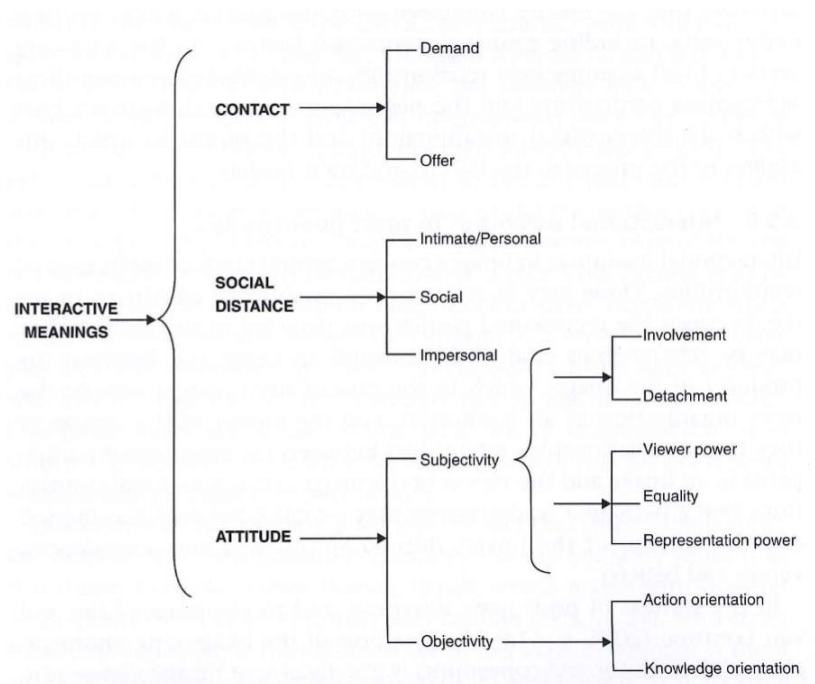 Demand
CONTACT
Offer
Intimate/Personal
SOCIAL
DISTANCE
Social
INTERACTIVE
MEANINGS
Impersonal
Involvement
Detachment
Subjectivity
Viewer power
Equality
Representation power
ATTITUDE
Action orientation
Objectivity
Knowledge orientation